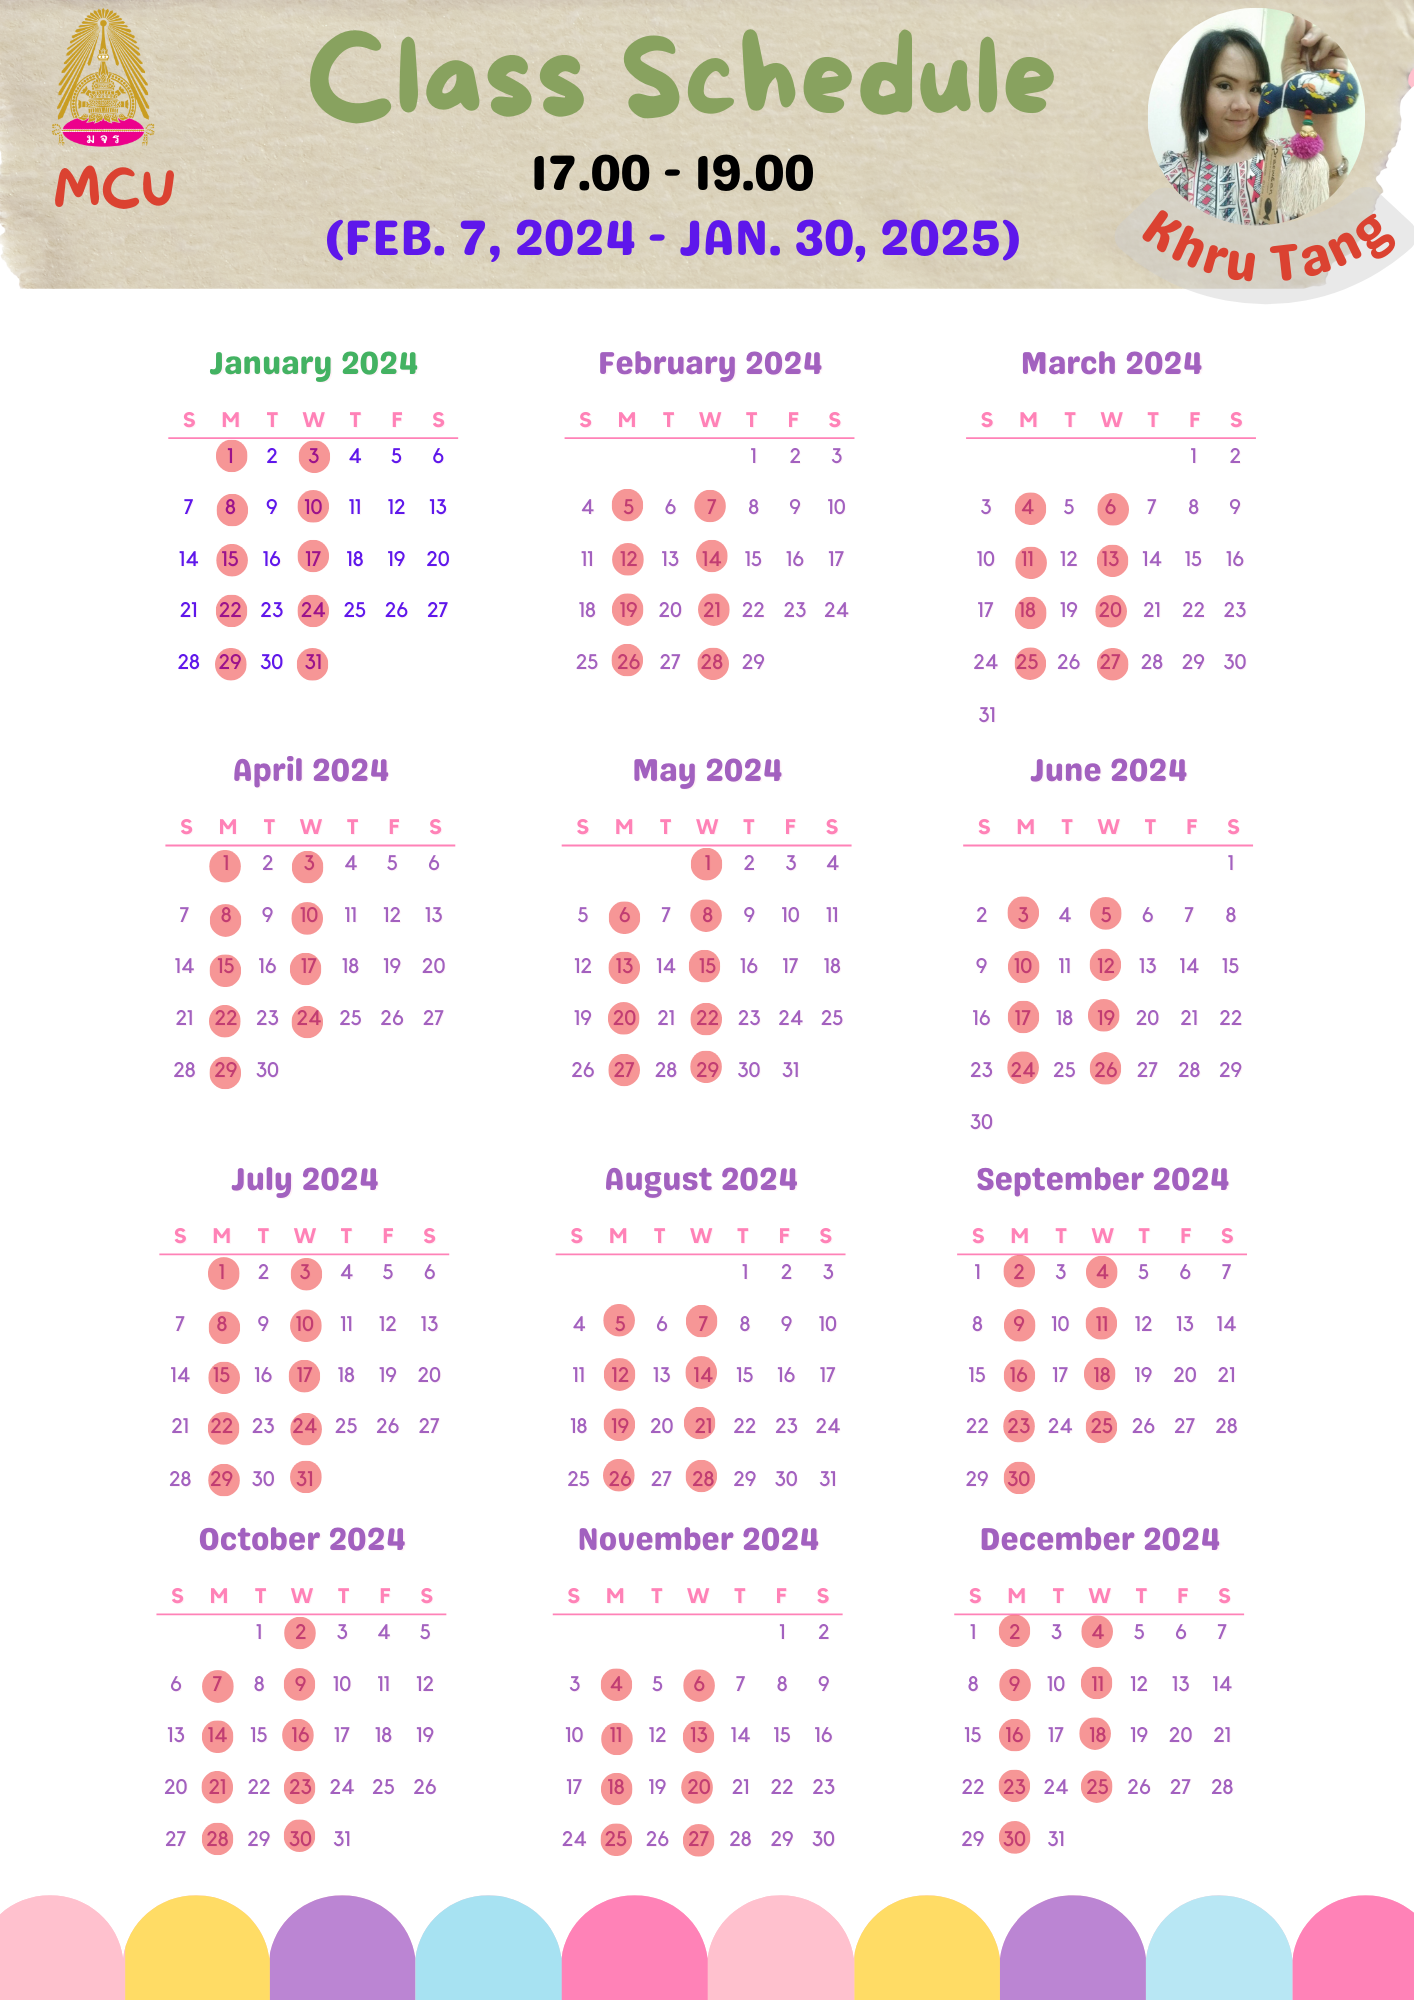 Class Schedule
มจร
MCU
17.00 - 19.00
(FEB. 7, 2024 - JAN. 30, 2025)
Khru Tang
January 2024
S M T W T F S
1 2 3 4 5 6
7 8 9 10 11 12 13
14 15 16 17 18 19 20
21 22 23 24 25 26 27
28 29 30 31
February 2024
S M T W T F S
1 2 3
4 5 6 7 8 9 10
11 12 13 14 15 16 17
18 19 20 21 22 23 24
25 26 27 28 29
March 2024
S M T W T F S
1 2
3 4 5 6 7 8 9
10 11 12 13 14 15 16
17 18 19 20 21 22 23
24 25 26 27 28 29 30
31
April 2024
S M T W T F S
1 2 3 4 5 6
7 8 9 10 11 12 13
14 15 16 17 18 19 20
21 22 23 24 25 26 27
28 29 30
May 2024
S M T W T F S
1 2 3 4
5 6 7 8 9 10 11
12 13 14 15 16 17 18
19 20 21 22 23 24 25
26 27 28 29 30 31
June 2024
S M T W T F S
1
2 3 4 5 6 7 8
9 10 11 12 13 14 15
16 17 18 19 20 21 22
23 24 25 26 27 28 29
30
July 2024
S M T W T F S
1 2 3 4 5 6
7 8 9 10 11 12 13
14 15 16 17 18 19 20
21 22 23 24 25 26 27
28 29 30 31
August 2024
S M T W T F S
1 2 3
4 5 6 7 8 9 10
11 12 13 14 15 16 17
18 19 20 21 22 23 24
25 26 27 28 29 30 31
September 2024
S M T W T F S
1 2 3 4 5 6 7
8 9 10 11 12 13 14
15 16 17 18 19 20 21
22 23 24 25 26 27 28
29 30
October 2024
S M T W T F S
1 2 3 4 5
6 7 8 9 10 11 12
13 14 15 16 17 18 19
20 21 22 23 24 25 26
27 28 29 30 31
November 2024
S M T W T F S
1 2
3 4 5 6 7 8 9
10 11 12 13 14 15 16
17 18 19 20 21 22 23
24 25 26 27 28 29 30
December 2024
S M T W T F S
1 2 3 4 5 6 7
8 9 10 11 12 13 14
15 16 17 18 19 20 21
22 23 24 25 26 27 28
29 30 31